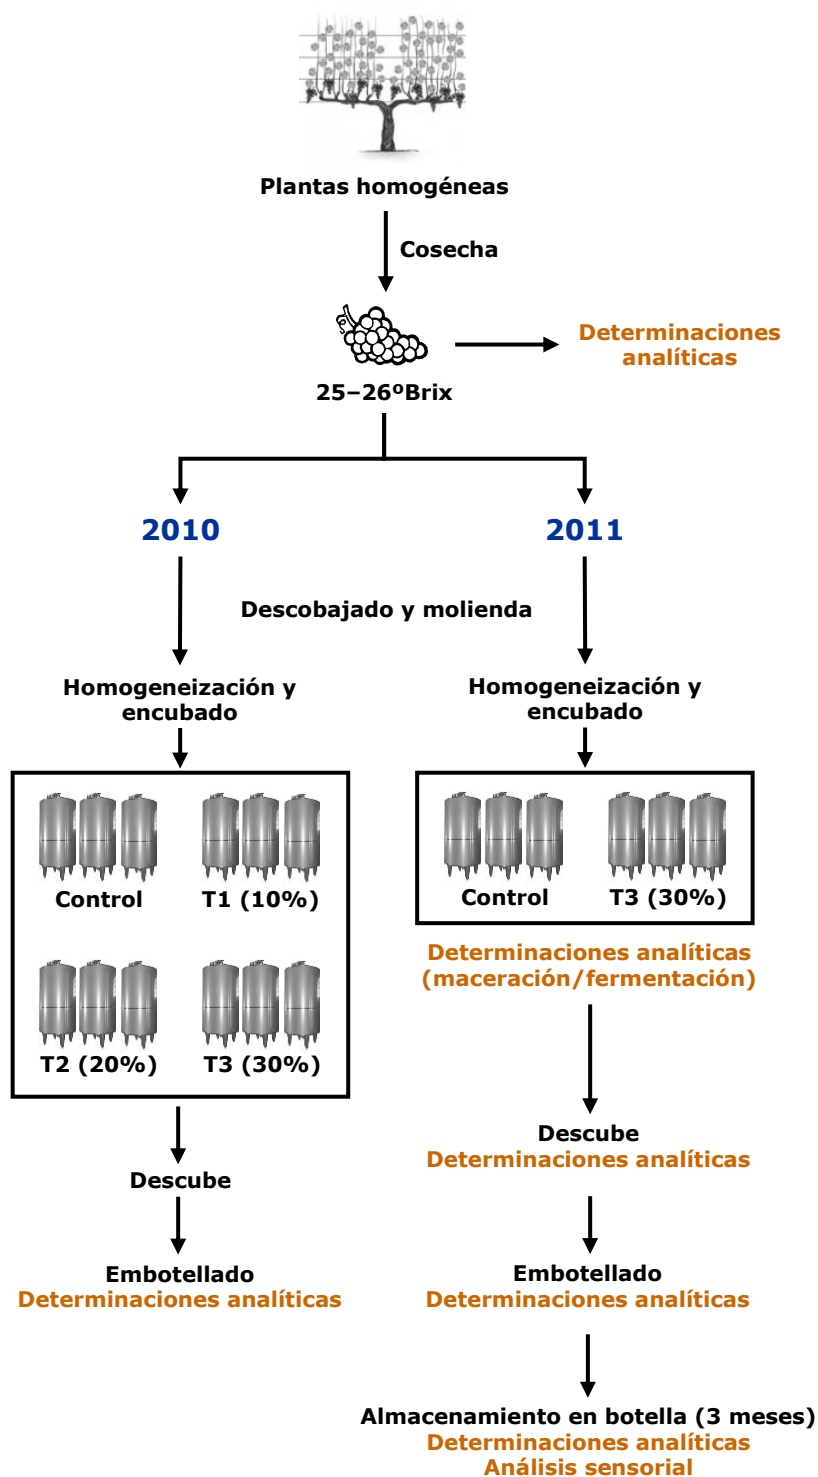 Plantas homogéneas
Cosecha
Determinaciones
analíticas
25–26ºBrix
2010
2011
Descobajado y molienda
Homogeneización y
encubado
Homogeneización y
encubado
Control
T1 (10%)
T2 (20%)
T3 (30%)
Control
T3 (30%)
Determinaciones analíticas
(maceración/fermentación)
Descube
Embotellado
Determinaciones analíticas
Descube
Determinaciones analíticas
Embotellado
Determinaciones analíticas
Almacenamiento en botella (3 meses)
Determinaciones analíticas
Análisis sensorial